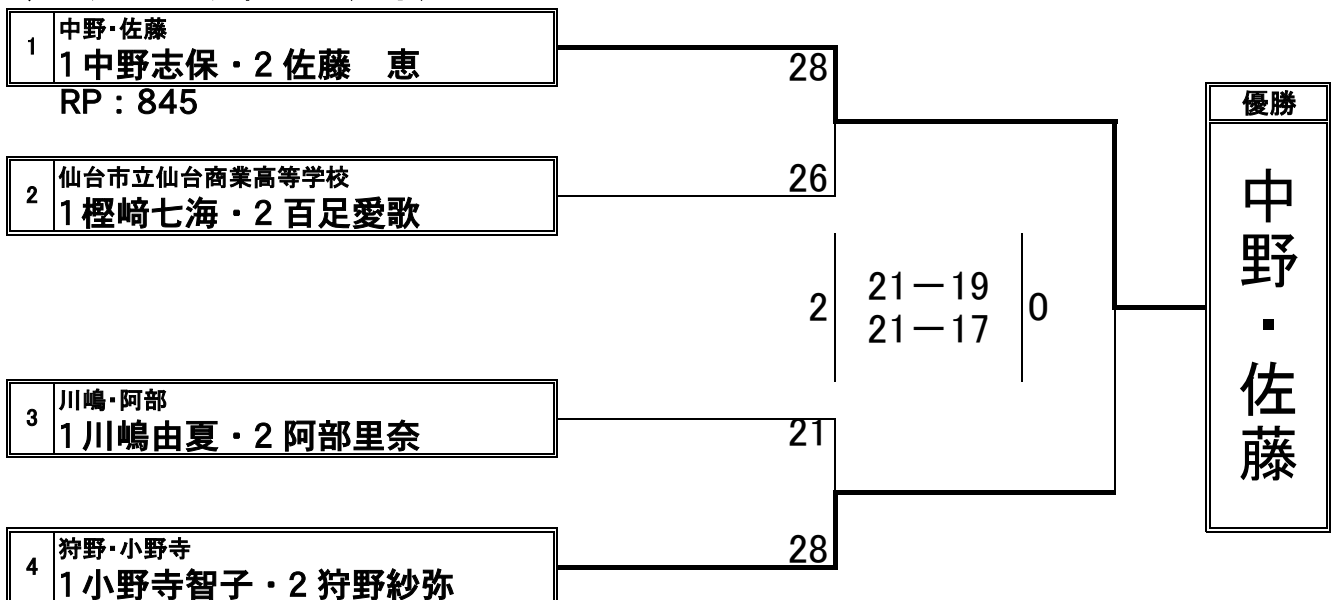 1
中野・佐藤
1 中野志保・2 佐藤　恵
RP：845
28
2
仙台市立仙台商業高等学校
1 樫﨑七海・2 百足愛歌
26
2
21－19
21－17
0
3
川嶋・阿部
1 川嶋由夏・2 阿部里奈
21
4
狩野・小野寺
1 小野寺智子・2 狩野紗弥
28
優勝
中野・佐藤